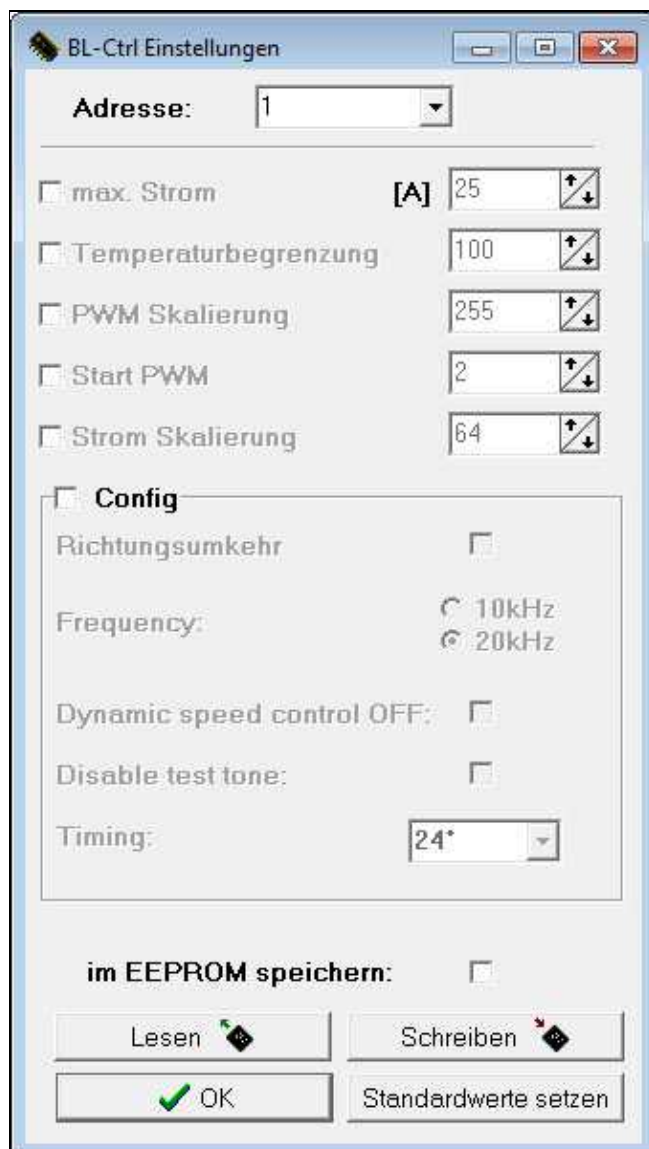 BL-Ctrl Einstellungen
Adresse: 1
max. Strom [A] 25
Temperaturbegrenzung 100
PWM Skalierung 255
Start PWM 2
Strom Skalierung 64
Config
Richtungsumkehr
Frequency: 10kHz
20kHz
Dynamic speed control OFF:
Disable test tone:
Timing: 24°
im EEPROM speichern:
Lesen Schreiben
OK Standardwerte setzen